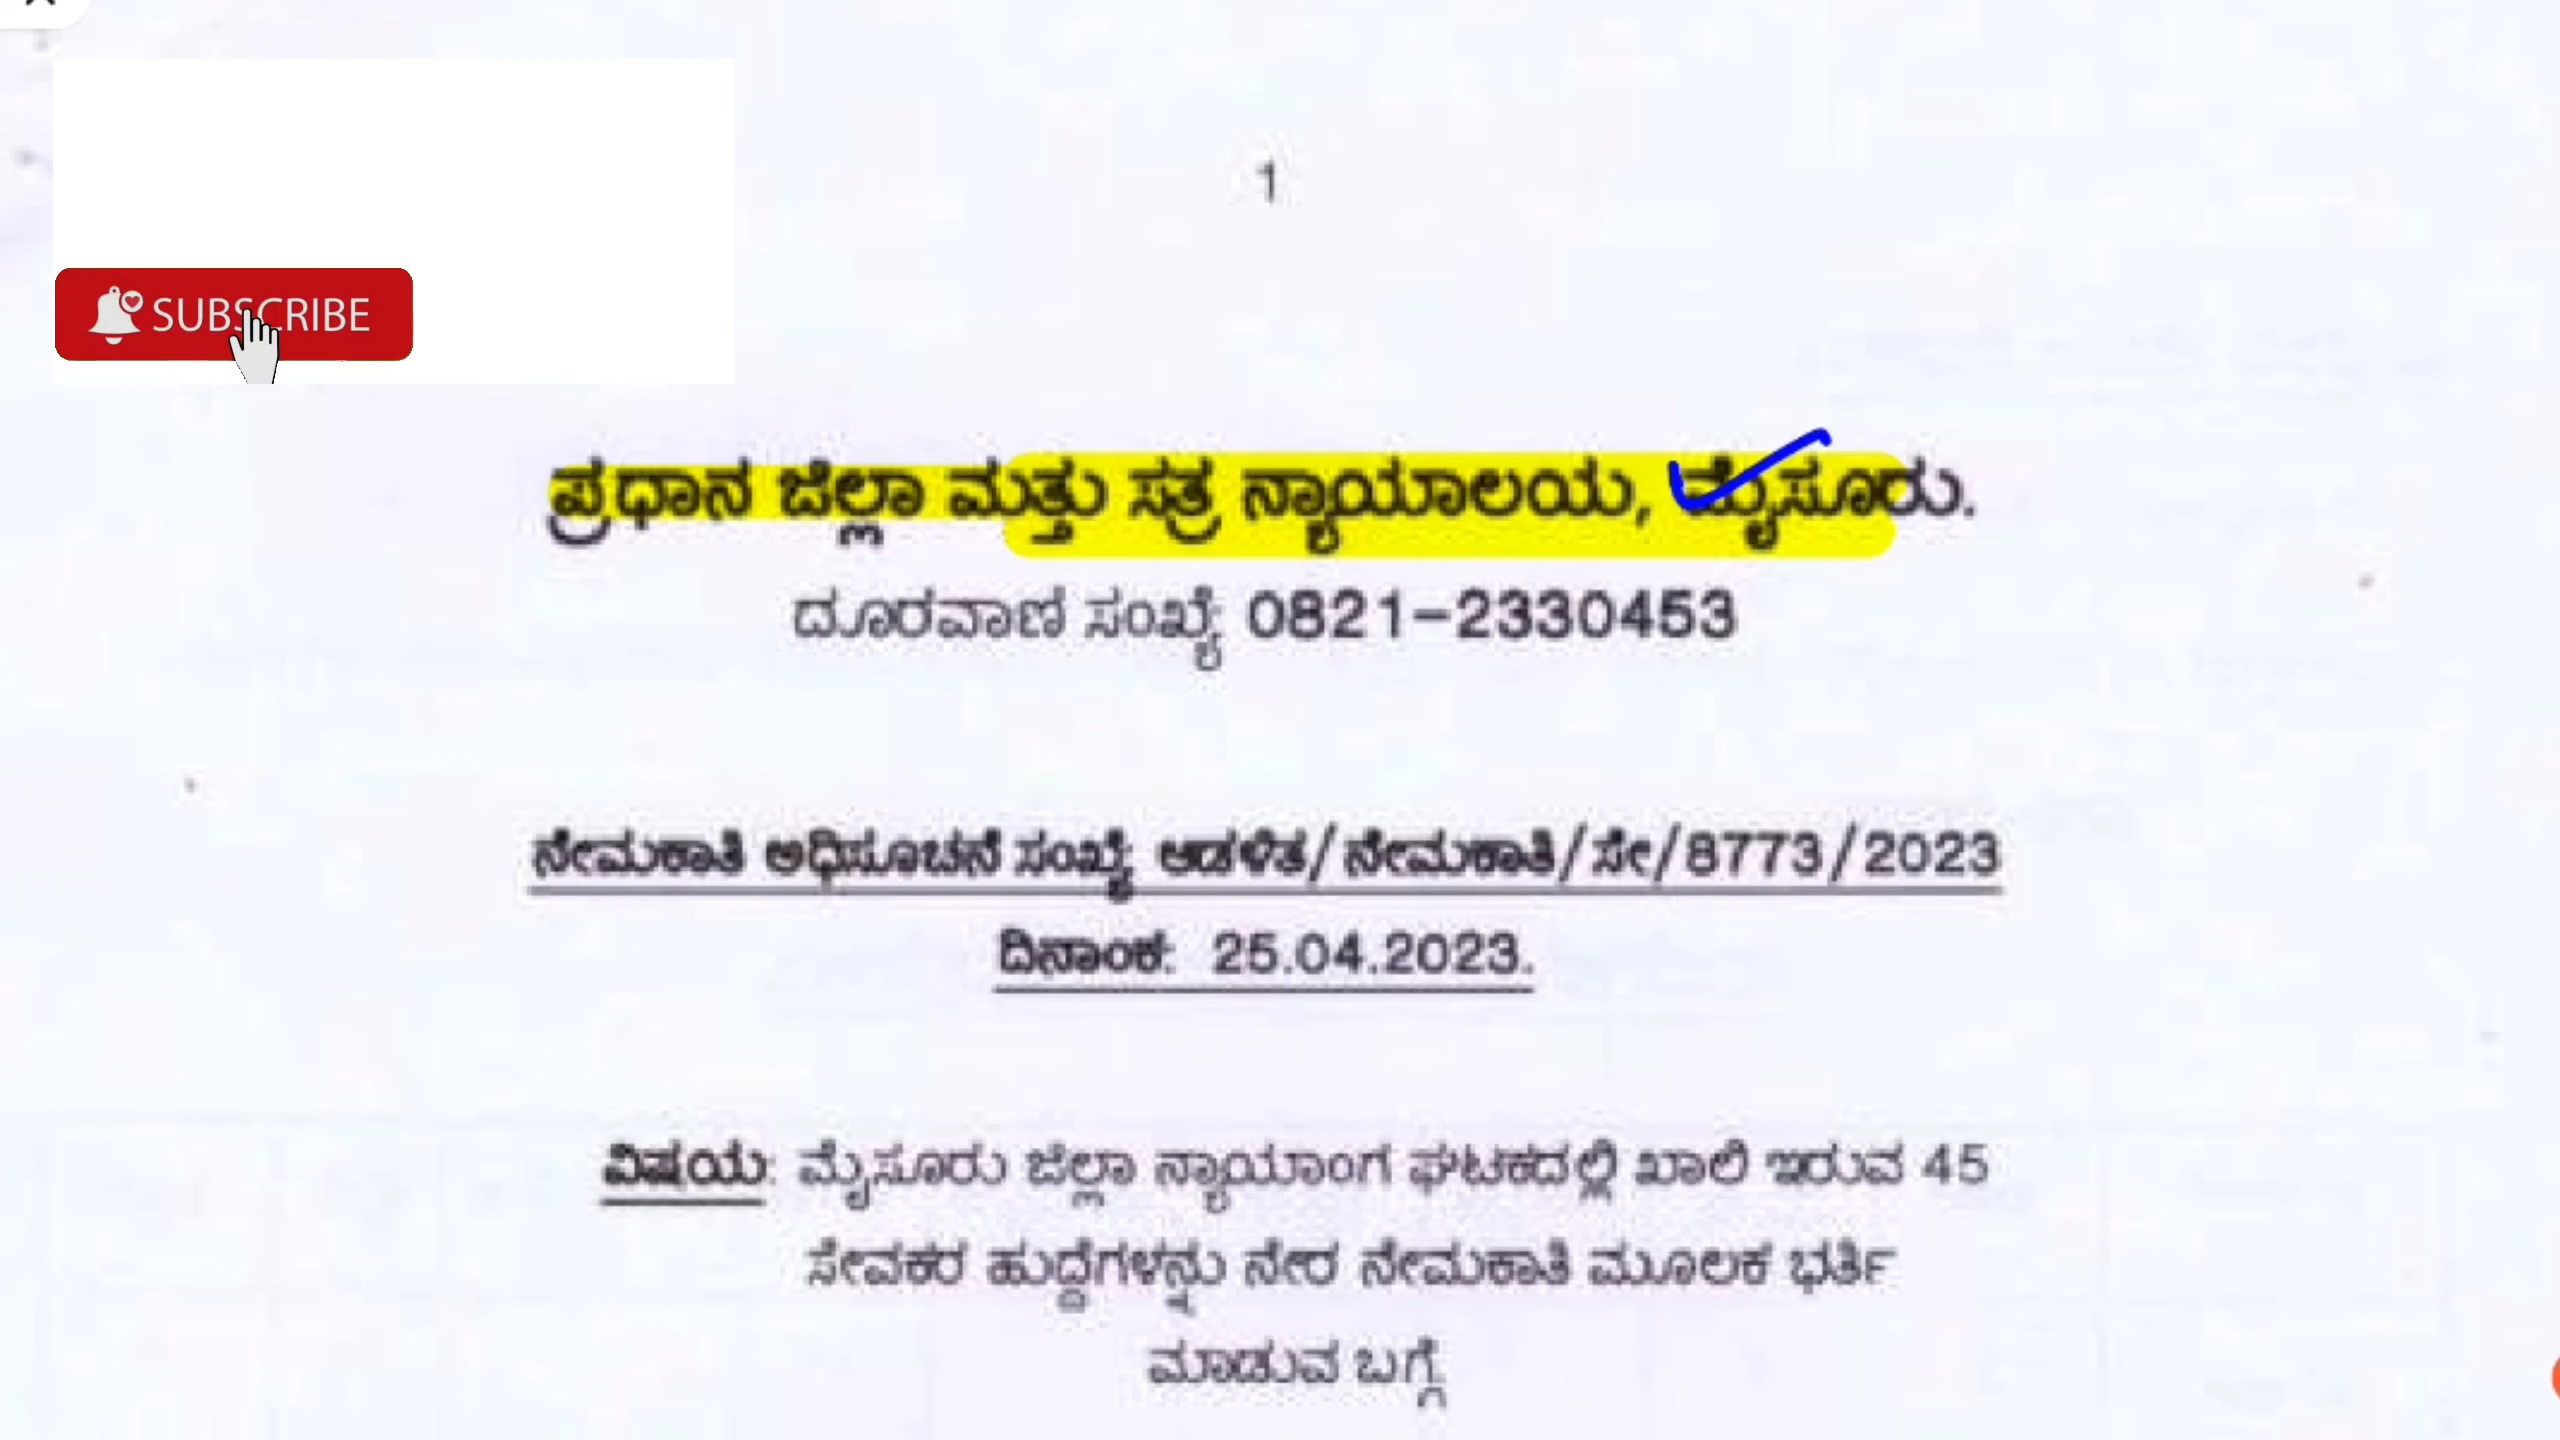 SUBSCRIBE
1
ಪ್ರಧಾನ ಜಿಲ್ಲಾ ಮತ್ತು ಸತ್ರ ನ್ಯಾಯಾಲಯ, ಮೈಸೂರು.
ದೂರವಾಣಿ ಸಂಖ್ಯೆ 0821-2330453
ನೇಮಕಾತಿ ಅಧಿಸೂಚನೆ ಸಂಖ್ಯೆ: ಆಡಳಿತ/ನೇಮಕಾತಿ/ಸೇ/8773/2023
ದಿನಾಂಕ: 25.04.2023.
ವಿಷಯ: ಮೈಸೂರು ಜಿಲ್ಲಾ ನ್ಯಾಯಾಂಗ ಘಟಕದಲ್ಲಿ ಖಾಲಿ ಇರುವ 45
ಸೇವಕರ ಹುದ್ದೆಗಳನ್ನು ನೇರ ನೇಮಕಾತಿ ಮೂಲಕ ಭರ್ತಿ
ಮಾಡುವ ಬಗ್ಗೆ